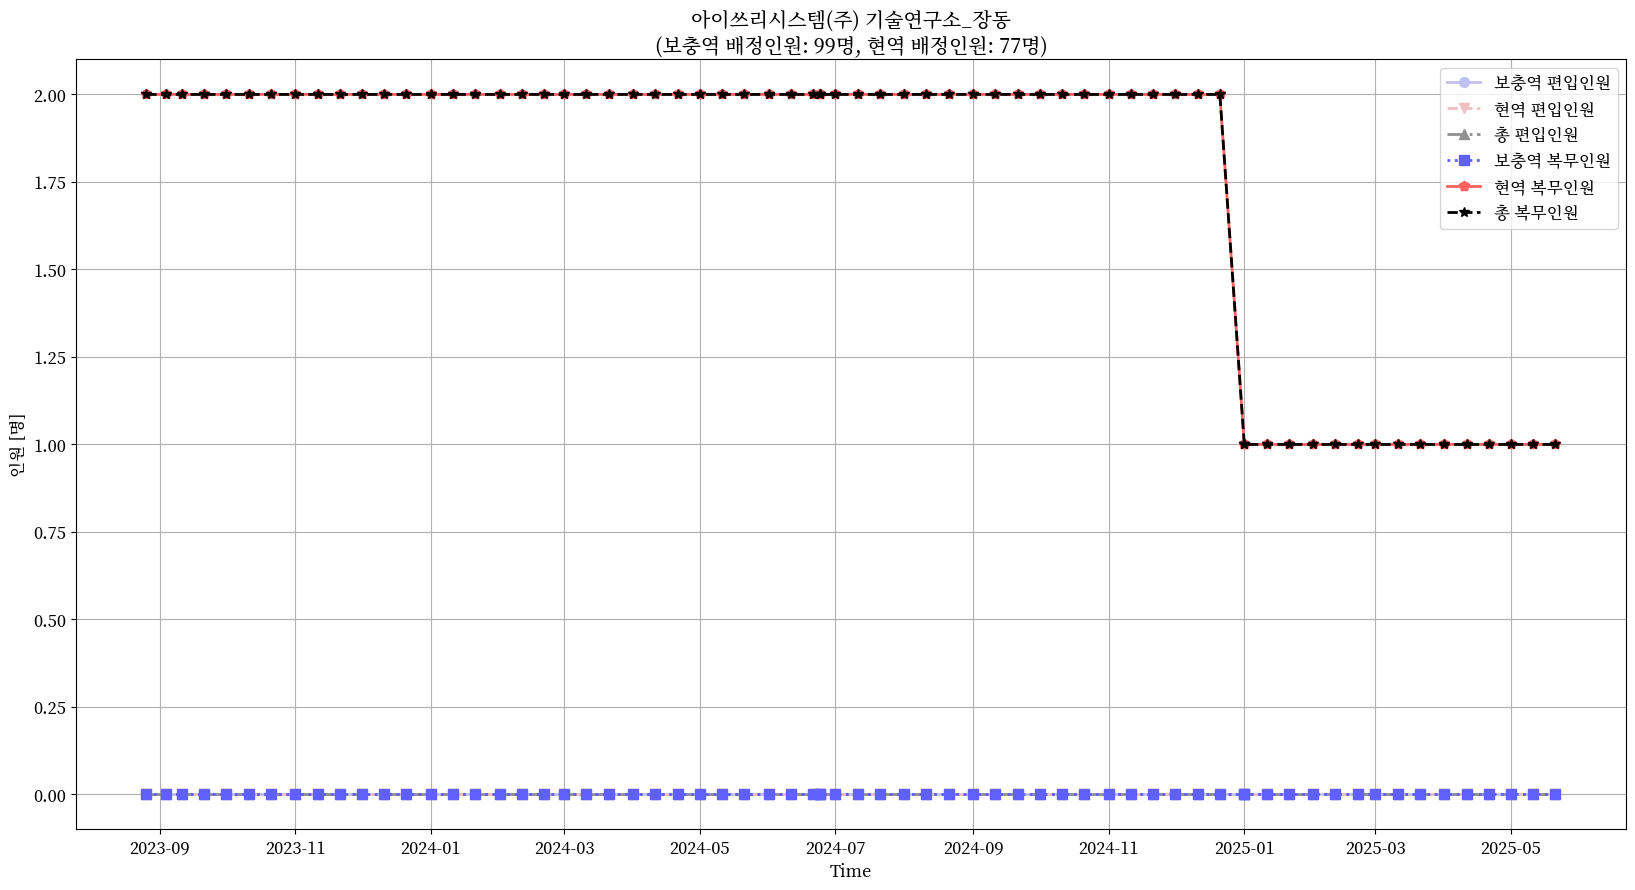 아이쓰리시스템(주) 기술연구소_장동
(보충역 배정인원: 99명, 현역 배정인원: 77명)
보충역 편입인원
현역 편입인원
총 편입인원
보충역 복무인원
현역 복무인원
총 복무인원
2.00
1.75
1.50
1.25
1.00
0.75
0.50
0.25
0.00
인원 [명]
2023-09 2023-11 2024-01 2024-03 2024-05 2024-07 2024-09 2024-11 2025-01 2025-03 2025-05
Time